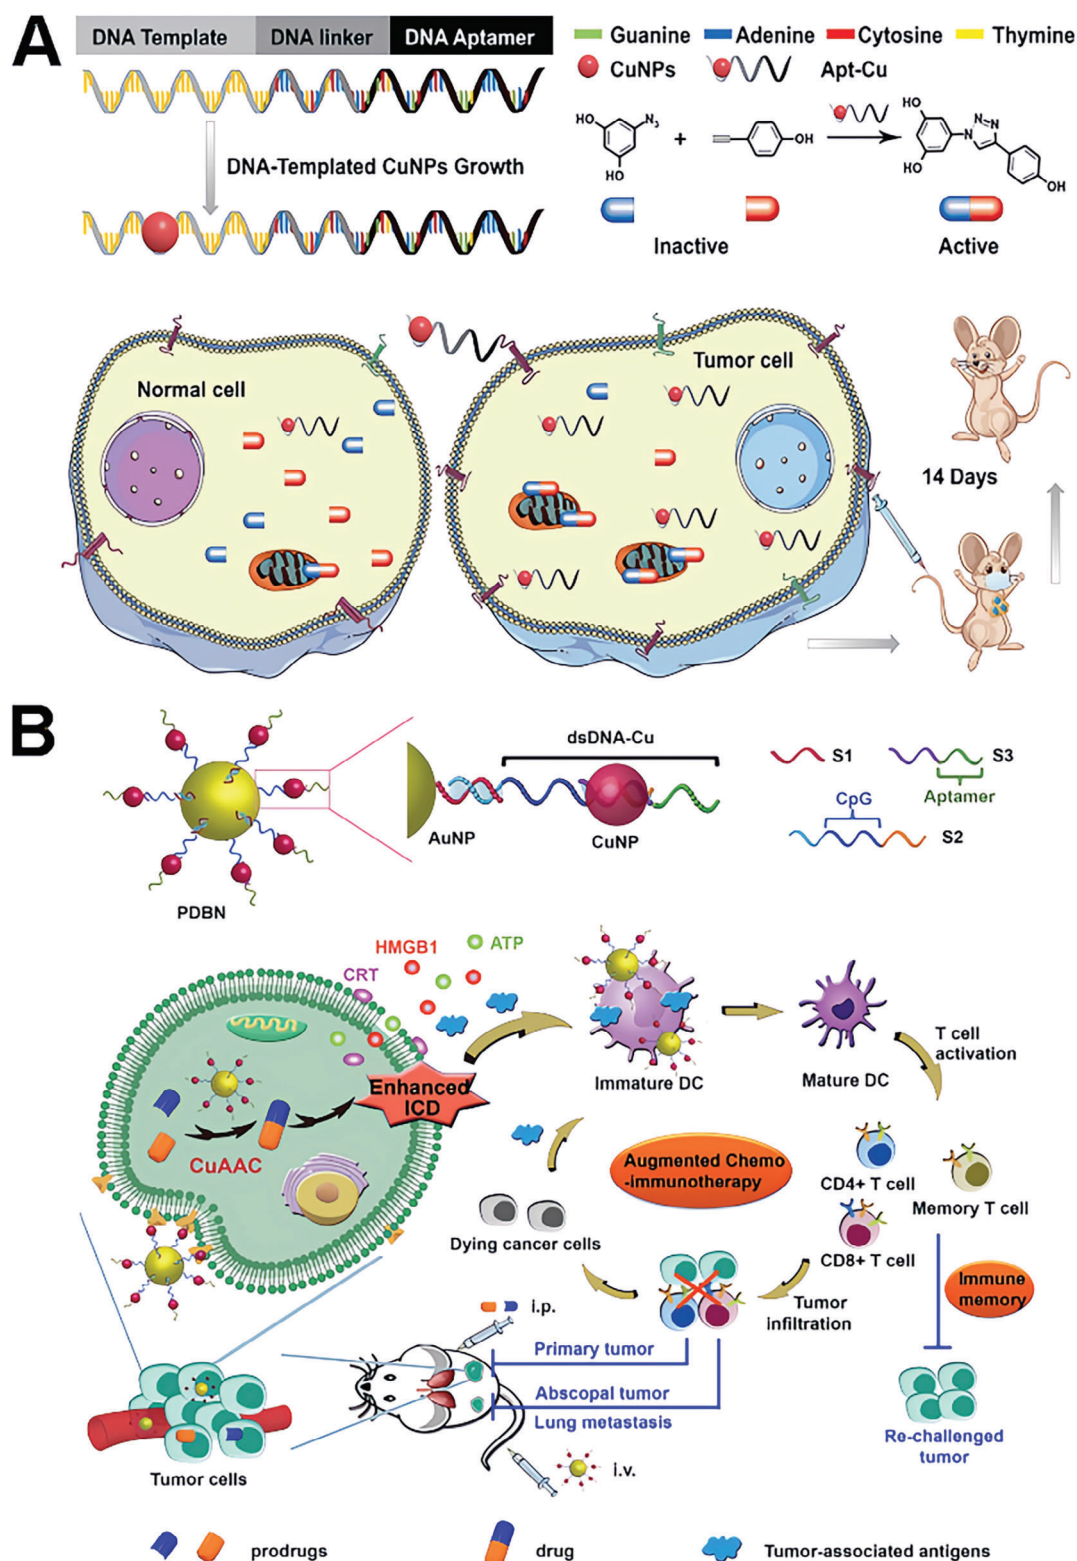 A
DNA Template
DNA linker
DNA Aptamer
Guanine
Adenine
Cytosine
Thymine
CuNPs
Apt-Cu
DNA-Templated CuNPs Growth
HO
N3
HO
+
OH
HO
N=N
N
HO
OH
Inactive
Active
Normal cell
Tumor cell
14 Days
B
dsDNA-Cu
AuNP
CuNP
S1
S3
Aptamer
CpG
S2
PDBN
HMGB1
ATP
CRT
Enhanced
ICD
CuAAC
Immature DC
Mature DC
T cell
activation
Augmented Chemo
-immunotherapy
CD4+ T cell
Memory T cell
CD8+ T cell
Dying cancer cells
Immune
memory
Tumor
infiltration
i.p.
Primary tumor
Abscopal tumor
Lung metastasis
Re-challenged
tumor
Tumor cells
i.v.
prodrugs
drug
Tumor-associated antigens